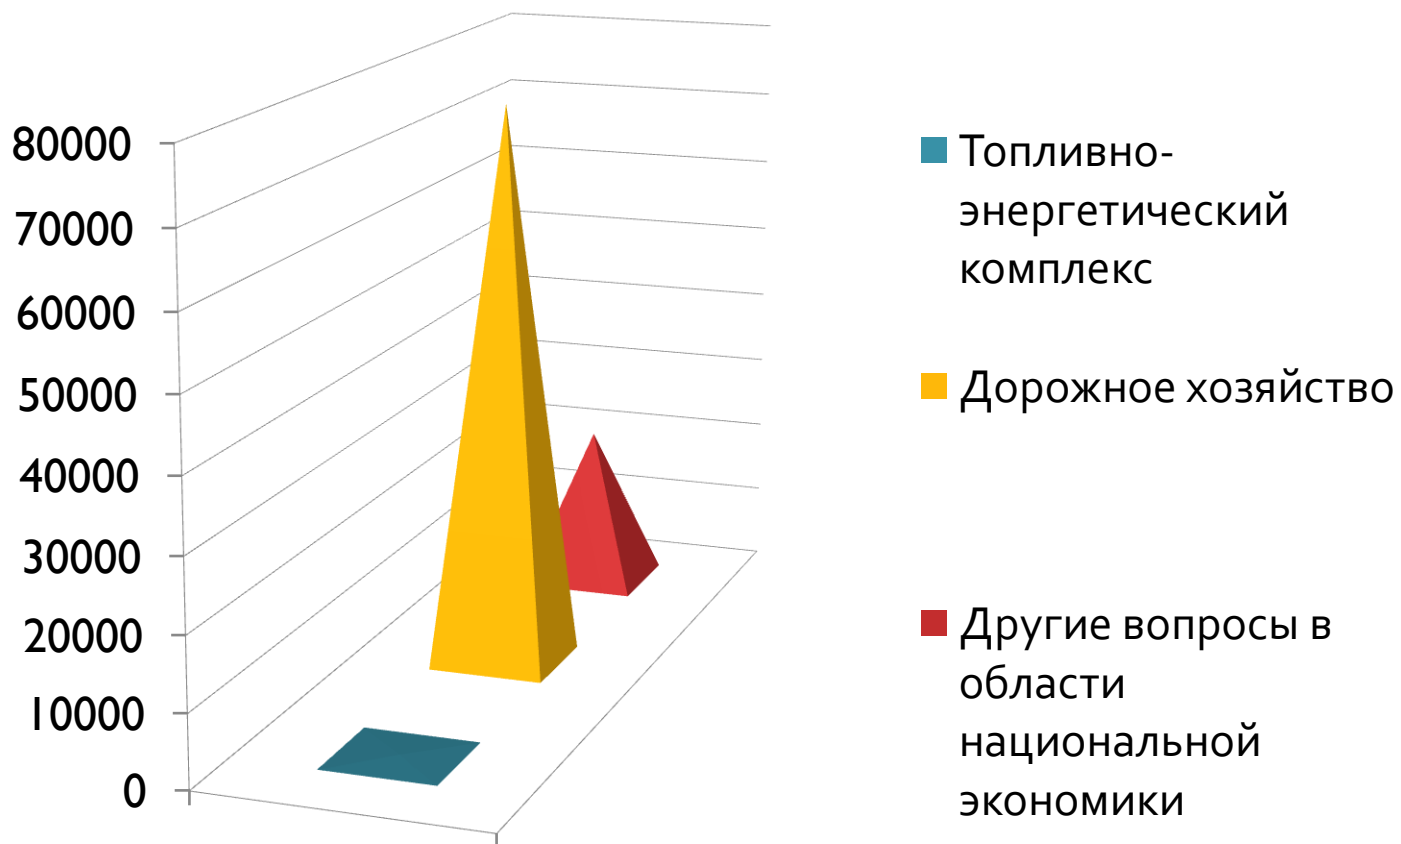 80000
70000
60000
50000
40000
30000
20000
10000
0
Топливно-
энергетический
комплекс
Дорожное хозяйство
Другие вопросы в
области
национальной
экономики